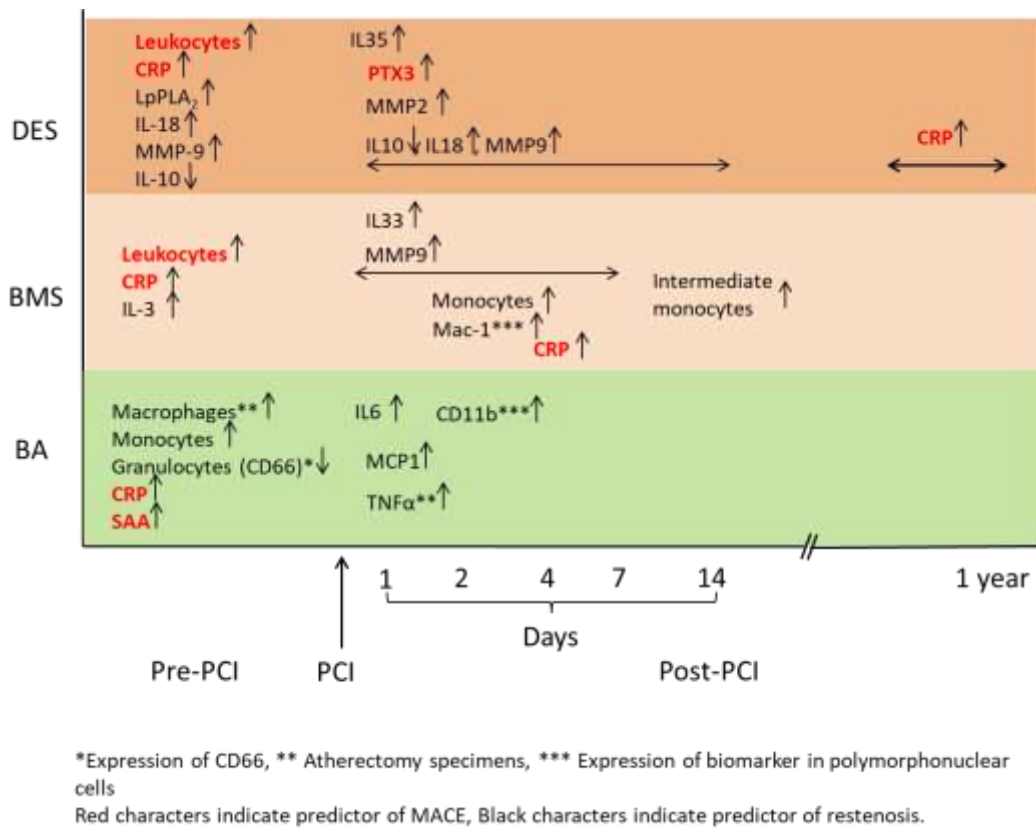 DES
Leukocytes↑
CRP↑
LpPLA₂↑
IL-18↑
MMP-9↑
IL-10↓
IL35↑
PTX3↑
MMP2↑
IL10↓ IL18↑ MMP9↑
CRP↑
BMS
Leukocytes↑
CRP↑
IL-3↑
IL33↑
MMP9↑
Monocytes↑
Mac-1***↑
CRP↑
Intermediate
monocytes↑
BA
Macrophages**↑
Monocytes↑
Granulocytes (CD66)*↓
CRP↑
SAA↑
IL6↑
CD11b***↑
MCP1↑
TNFα**↑
1 2 4 7 14 1 year
Days
Pre-PCI PCI Post-PCI
*Expression of CD66, ** Atherectomy specimens, *** Expression of biomarker in polymorphonuclear
cells
Red characters indicate predictor of MACE, Black characters indicate predictor of restenosis.